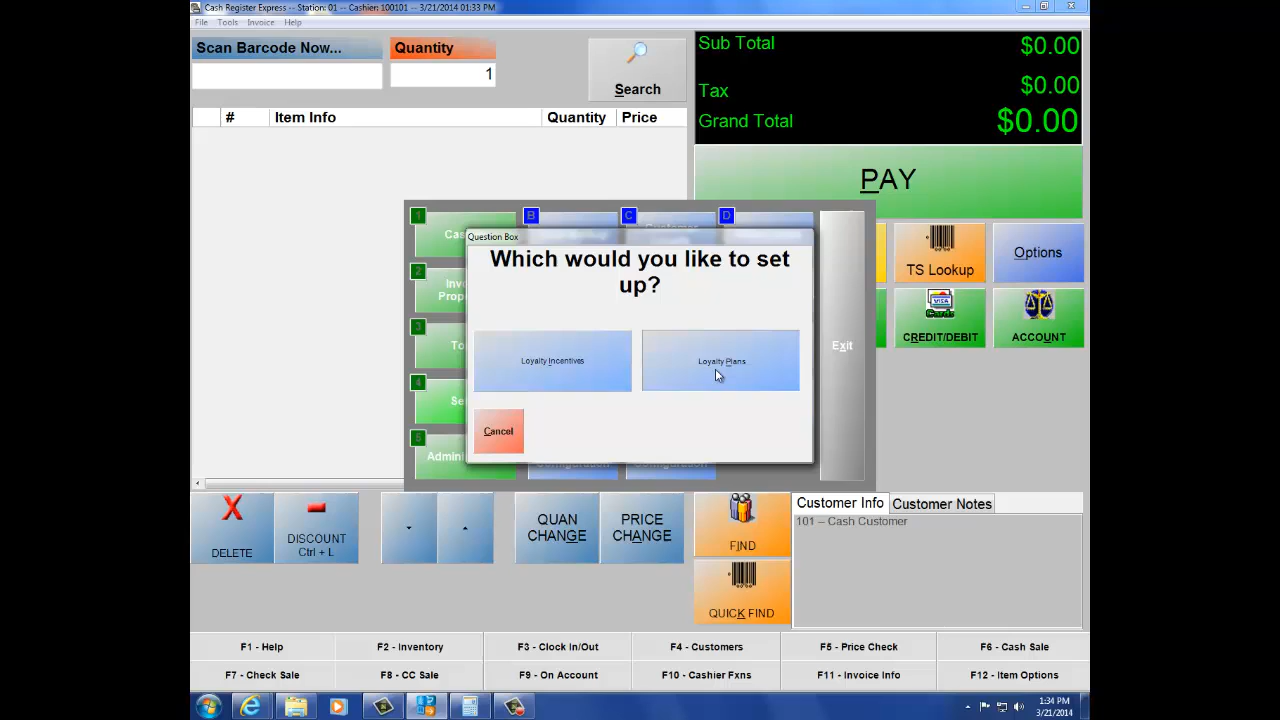 Cash Register Express -- Station: 01 -- Cashier: 100101 -- 3/21/2014 01:33 PM
File Tools Invoice Help
Scan Barcode Now...
Quantity
1
Search
# Item Info Quantity Price
Sub Total $0.00
Tax $0.00
Grand Total $0.00
PAY
TS Lookup
Options
CREDIT/DEBIT
ACCOUNT
1
B
C
D
2
3
4
5
Exit
Question Box
Which would you like to set
up?
Loyalty Incentives
Loyalty Plans
Cancel
DELETE
DISCOUNT
Ctrl + L
QUAN
CHANGE
PRICE
CHANGE
FIND
QUICK FIND
Customer Info
Customer Notes
101 -- Cash Customer
F1 - Help
F2 - Inventory
F3 - Clock In/Out
F4 - Customers
F5 - Price Check
F6 - Cash Sale
F7 - Check Sale
F8 - CC Sale
F9 - On Account
F10 - Cashier Fxns
F11 - Invoice Info
F12 - Item Options
1:34 PM
3/21/2014